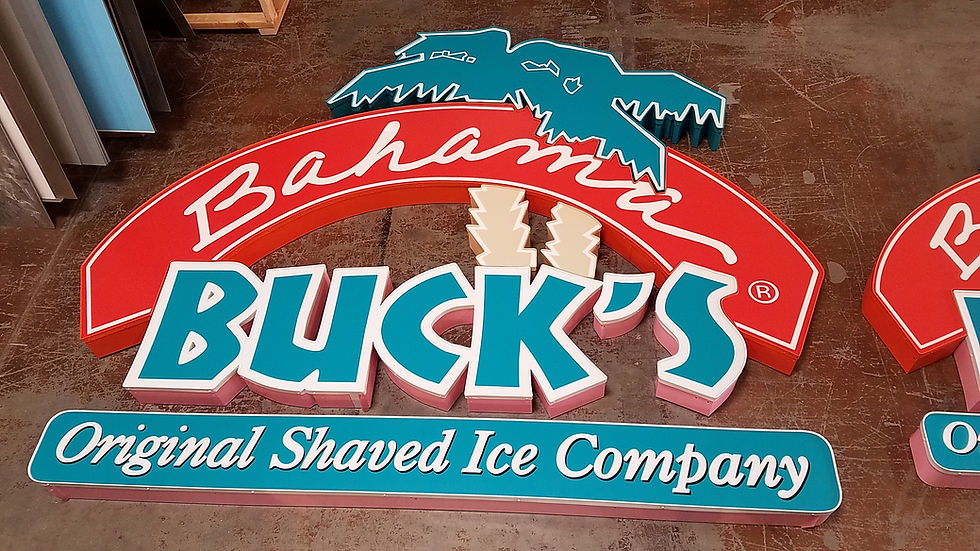 Bahama
BUCK'S
®
Original Shaved Ice Company
B
O